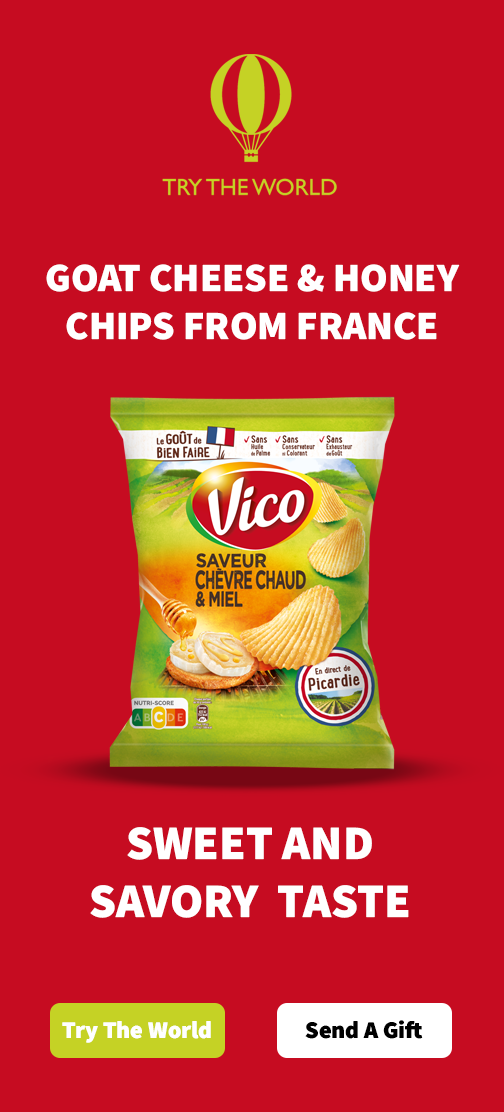 TRY THE WORLD
GOAT CHEESE & HONEY
CHIPS FROM FRANCE
Le GOÛT de
BIEN FAIRE
✓ Sans
Huile
de Palme
✓ Sans
Conservateur
et Colorant
✓ Sans
Exhausteur
de Goût
Vico
SAVEUR
CHÈVRE CHAUD
& MIEL
En direct de
Picardie
NUTRI-SCORE
A B C D E
SWEET AND
SAVORY TASTE
Try The World
Send A Gift